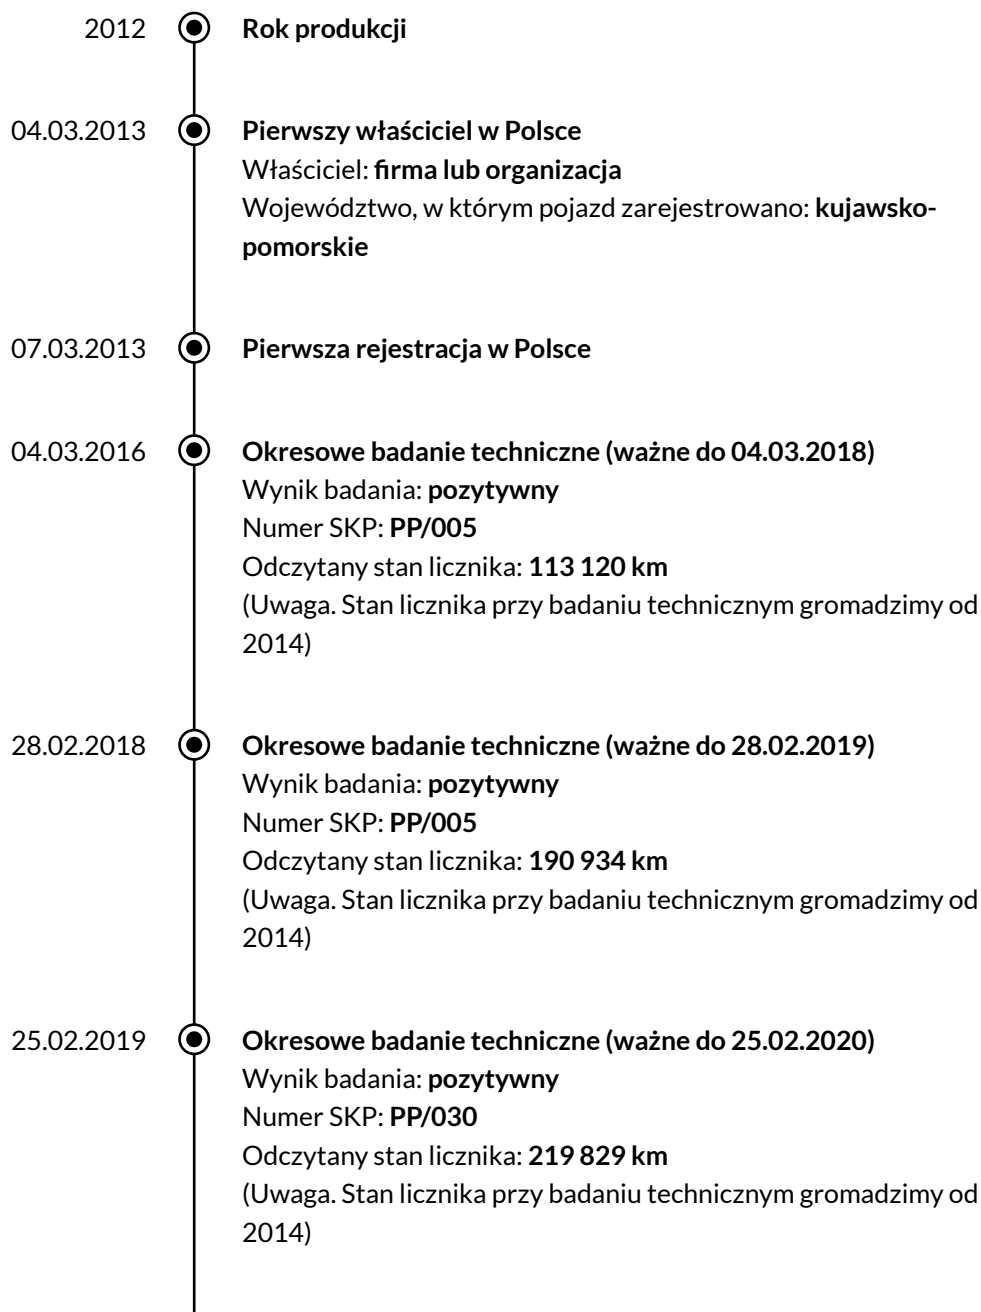 2012 Rok produkcji
04.03.2013 Pierwszy właściciel w Polsce
Właściciel: firma lub organizacja
Województwo, w którym pojazd zarejestrowano: kujawsko-
pomorskie
07.03.2013 Pierwsza rejestracja w Polsce
04.03.2016 Okresowe badanie techniczne (ważne do 04.03.2018)
Wynik badania: pozytywny
Numer SKP: PP/005
Odczytany stan licznika: 113 120 km
(Uwaga. Stan licznika przy badaniu technicznym gromadzimy od
2014)
28.02.2018 Okresowe badanie techniczne (ważne do 28.02.2019)
Wynik badania: pozytywny
Numer SKP: PP/005
Odczytany stan licznika: 190 934 km
(Uwaga. Stan licznika przy badaniu technicznym gromadzimy od
2014)
25.02.2019 Okresowe badanie techniczne (ważne do 25.02.2020)
Wynik badania: pozytywny
Numer SKP: PP/030
Odczytany stan licznika: 219 829 km
(Uwaga. Stan licznika przy badaniu technicznym gromadzimy od
2014)